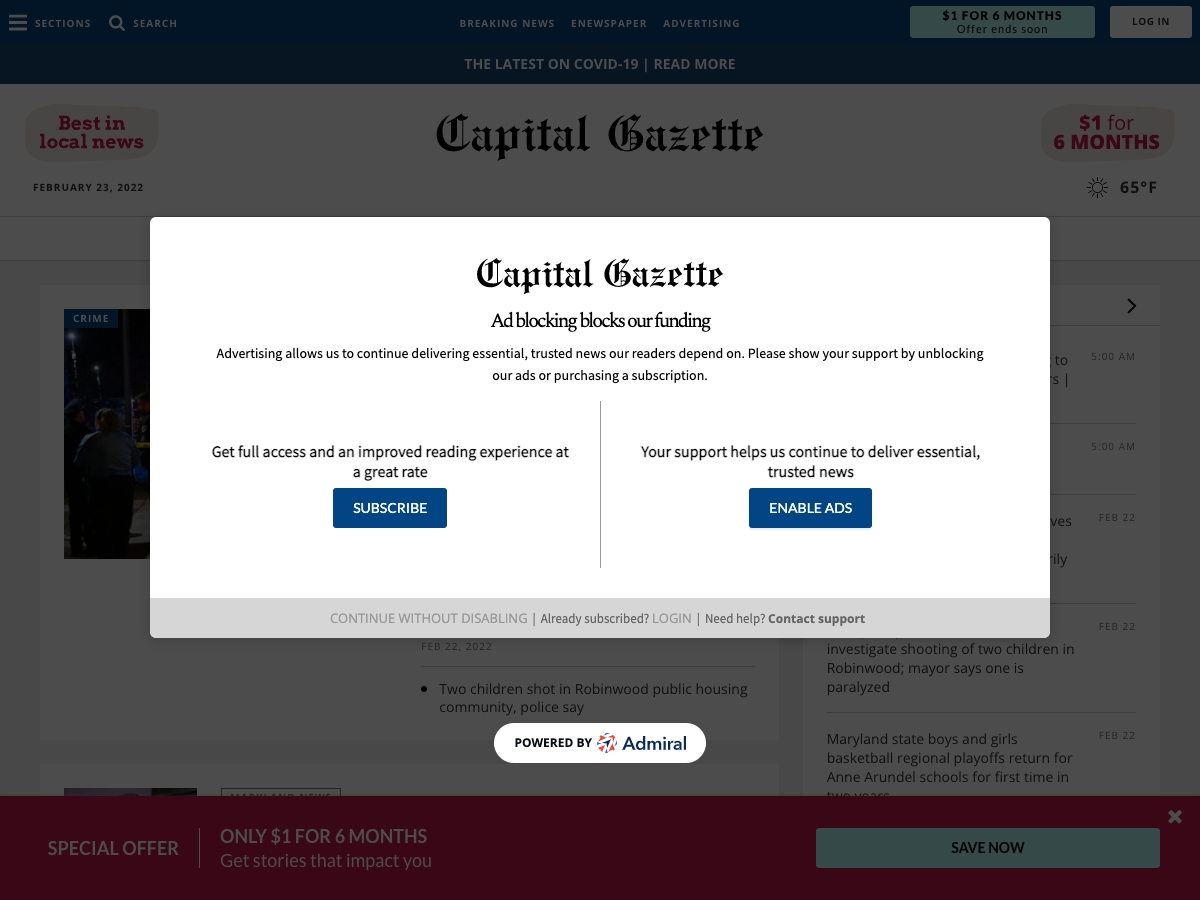 SECTIONS
SEARCH
BREAKING NEWS
ENEWSPAPER
ADVERTISING
$1 FOR 6 MONTHS
Offer ends soon
LOG IN
THE LATEST ON COVID-19 | READ MORE
Best in
local news
Capital Gazette
$1 for
6 MONTHS
FEBRUARY 23, 2022
65°F
CRIME
Capital Gazette
Ad blocking blocks our funding
Advertising allows us to continue delivering essential, trusted news our readers depend on. Please show your support by unblocking
our ads or purchasing a subscription.
Get full access and an improved reading experience at
a great rate
SUBSCRIBE
Your support helps us continue to deliver essential,
trusted news
ENABLE ADS
CONTINUE WITHOUT DISABLING | Already subscribed? LOGIN | Need help? Contact support
to
5:00 AM
rs |
5:00 AM
FEB 22
FEB 22
investigate shooting of two children in
Robinwood; mayor says one is
paralyzed
FEB 22, 2022
Two children shot in Robinwood public housing
community, police say
Maryland state boys and girls
FEB 22
basketball regional playoffs return for
Anne Arundel schools for first time in
two years
POWERED BY Admiral
MARYLAND NEWS
SPECIAL OFFER
ONLY $1 FOR 6 MONTHS
Get stories that impact you
SAVE NOW